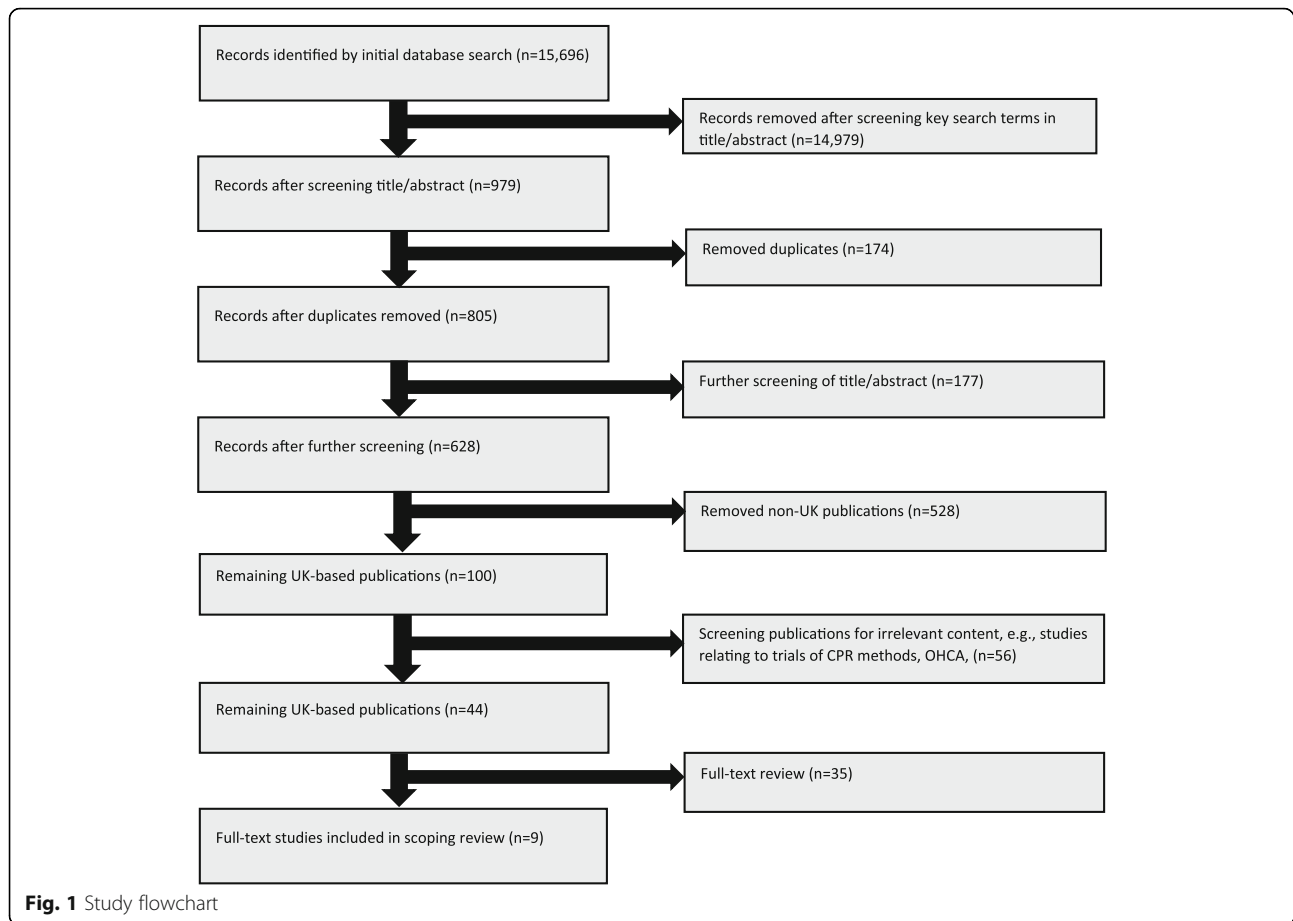 Records identified by initial database search (n=15,696)
Records removed after screening key search terms in
title/abstract (n=14,979)
Records after screening title/abstract (n=979)
Removed duplicates (n=174)
Records after duplicates removed (n=805)
Further screening of title/abstract (n=177)
Records after further screening (n=628)
Removed non-UK publications (n=528)
Remaining UK-based publications (n=100)
Screening publications for irrelevant content, e.g., studies
relating to trials of CPR methods, OHCA, (n=56)
Remaining UK-based publications (n=44)
Full-text review (n=35)
Full-text studies included in scoping review (n=9)
Fig. 1 Study flowchart